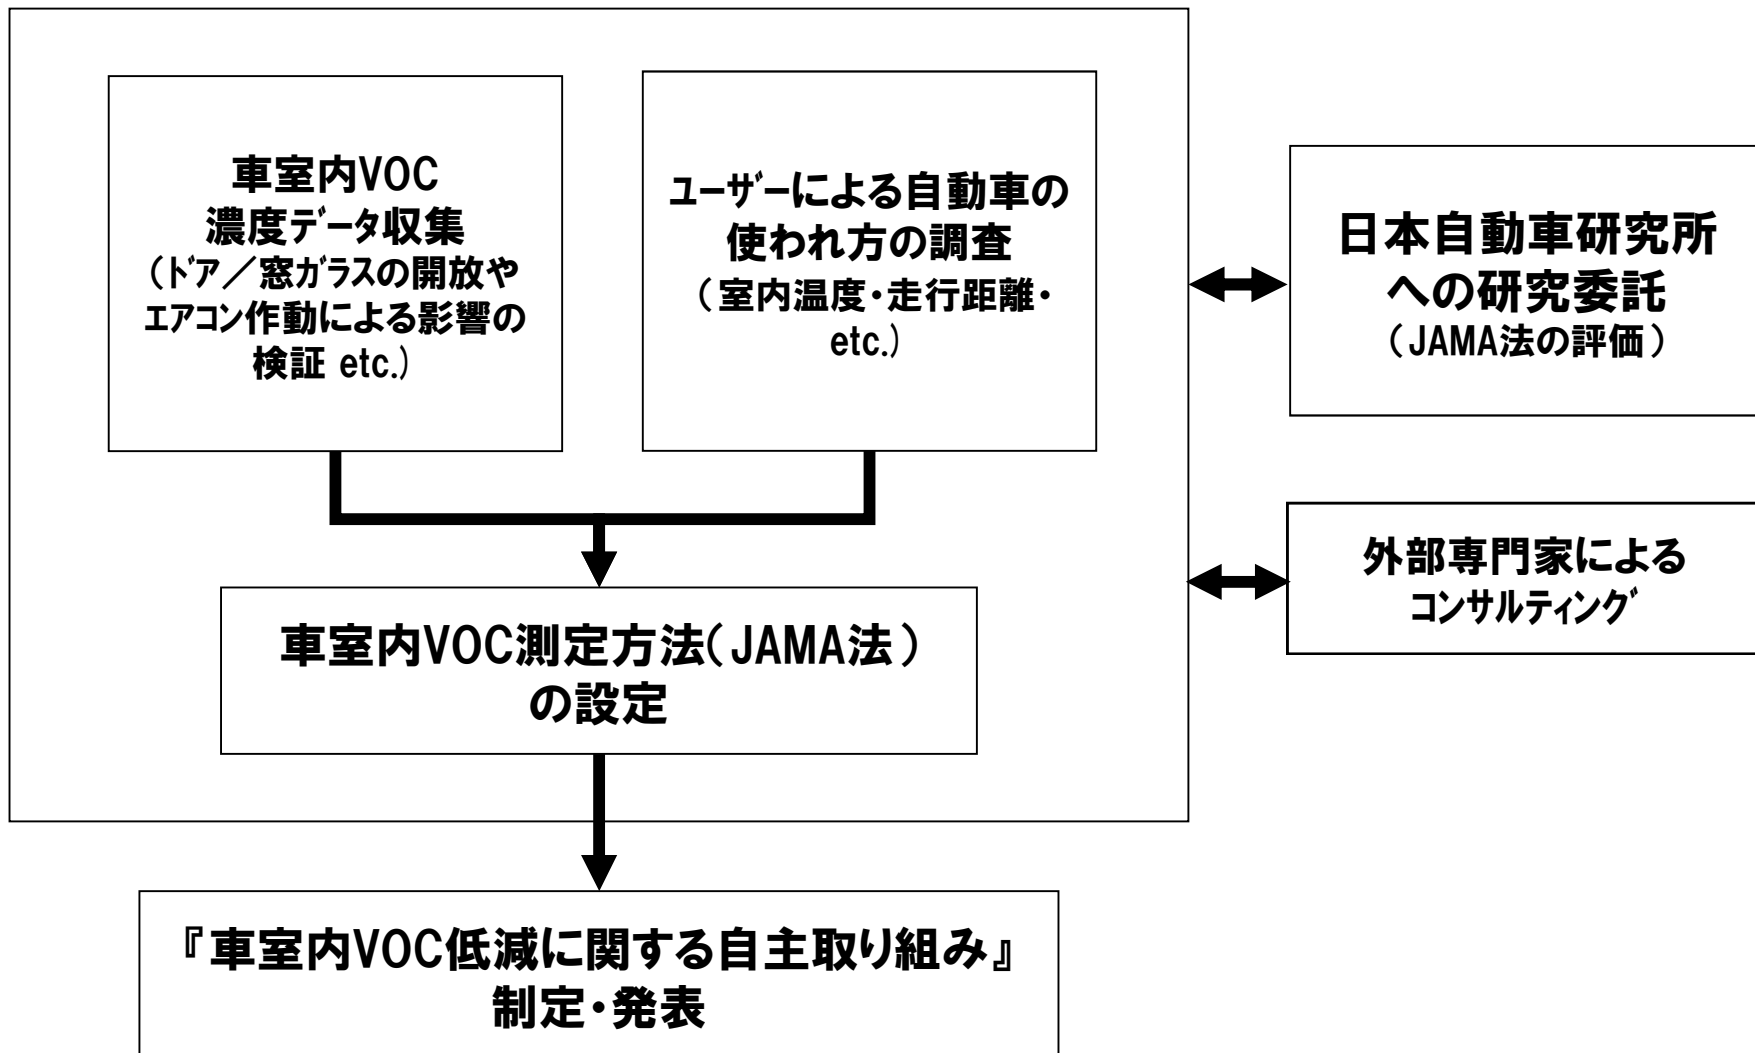 車室内VOC
濃度ﾃﾞｰﾀ収集
（ﾄﾞｱ／窓ｶﾞﾗｽの開放や
ｴｱｺﾝ作動による影響の
検証 etc.)
ﾕｰｻﾞｰによる自動車の
使われ方の調査
（室内温度・走行距離・
etc.)
日本自動車研究所
への研究委託
（JAMA法の評価）
外部専門家による
ｺﾝｻﾙﾃｨﾝｸﾞ
車室内VOC測定方法（JAMA法）
の設定
『車室内VOC低減に関する自主取り組み』
制定・発表